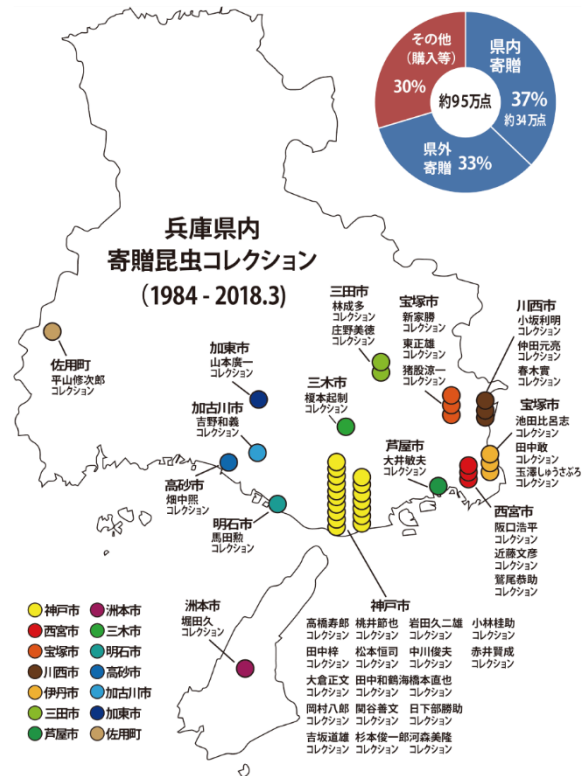 その他
（購入等）
30%
県内
寄贈
37%
約34万点
約95万点
県外
寄贈 33%
兵庫県内
寄贈昆虫コレクション
(1984 - 2018.3)
三田市
林成多
コレクション
庄野美徳
コレクション
宝塚市
新家勝
コレクション
東正雄
コレクション
猪股涼一
コレクション
川西市
小坂利明
コレクション
仲田元亮
コレクション
春木實
コレクション
佐用町
平山修次郎
コレクション
加東市
山本廣一
コレクション
加古川市
吉野和義
コレクション
三木市
榎本起制
コレクション
宝塚市
池田比呂志
コレクション
田中敢
コレクション
玉澤しゅうさぶろ
コレクション
芦屋市
大井敏夫
コレクション
高砂市
畑中熙
コレクション
明石市
馬田勲
コレクション
西宮市
阪口浩平
コレクション
近藤文彦
コレクション
鷲尾恭助
コレクション
洲本市
堀田久
コレクション
神戸市
高橋寿郎 桃井節也 岩田久二雄 小林桂助
コレクション コレクション コレクション コレクション
田中梓 松本恒司 中川俊夫 赤井賢成
コレクション コレクション コレクション コレクション
大倉正文 田中和鶴海 橋本直也
コレクション コレクション コレクション
岡村八郎 関谷善文 日下部勝助
コレクション コレクション コレクション
吉坂道雄 杉本俊一郎 河森美隆
コレクション コレクション コレクション
神戸市 洲本市
西宮市 三木市
宝塚市 明石市
川西市 高砂市
伊丹市 加古川市
三田市 加東市
芦屋市 佐用町